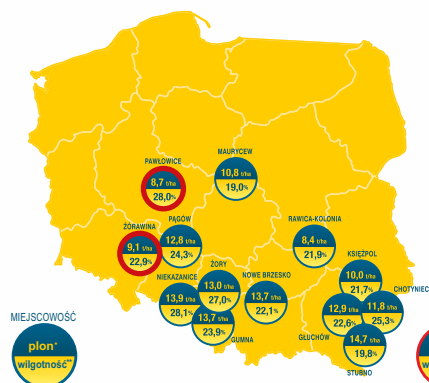 MAURYCEW
10,8 t/ha
19,0%
PAWŁOWICE
8,7 t/ha
28,0%
ŻÓRAWINA
9,1 t/ha
22,9%
PĄGÓW
12,8 t/ha
24,3%
RAWICA-KOLONIA
8,4 t/ha
21,9%
NIEKAZANICE
13,9 t/ha
28,1%
ŻORY
13,0 t/ha
27,0%
13,7 t/ha
23,9%
GUMNA
NOWE BRZESKO
13,7 t/ha
22,1%
KSIĘŻPOL
10,0 t/ha
21,7%
CHOTYNIEC
11,8 t/ha
25,3%
12,9 t/ha
22,6%
GŁUCHÓW
14,7 t/ha
19,8%
STUBNO
MIEJSCOWOŚĆ
plon*
wilgotność**